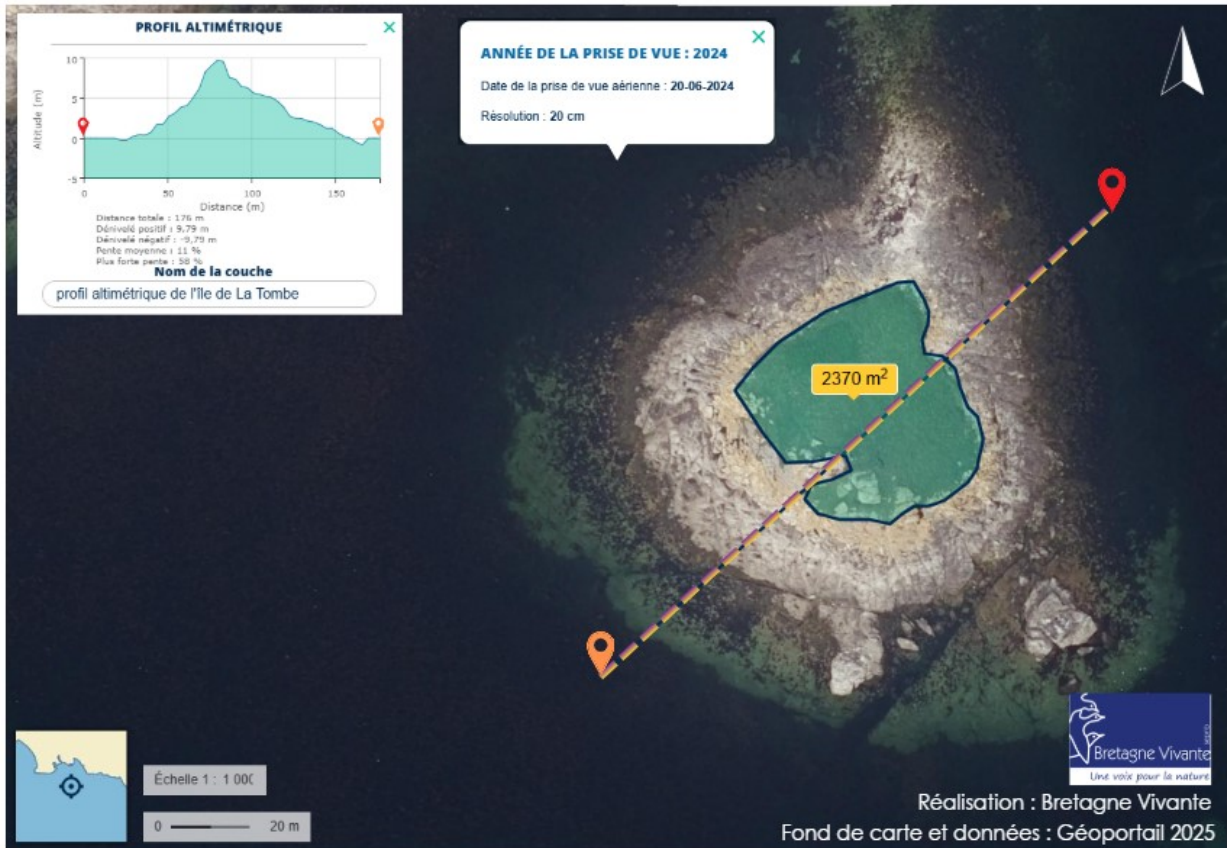 PROFIL ALTIMÉTRIQUE
10
5
0
-5
Altitude (m)
0 50 100 150
Distance (m)
Distance totale : 176 m
Dénivelé positif : 9,79 m
Dénivelé négatif : -9,79 m
Pente moyenne : 11 %
Plus forte pente : 58 %
Nom de la couche
profil altimétrique de l'île de La Tombe
ANNÉE DE LA PRISE DE VUE : 2024
Date de la prise de vue aérienne : 20-06-2024
Résolution : 20 cm
2370 m²
Échelle 1 : 1 000
0 20 m
Bretagne Vivante
Une voix pour la nature
Réalisation : Bretagne Vivante
Fond de carte et données : Géoportail 2025